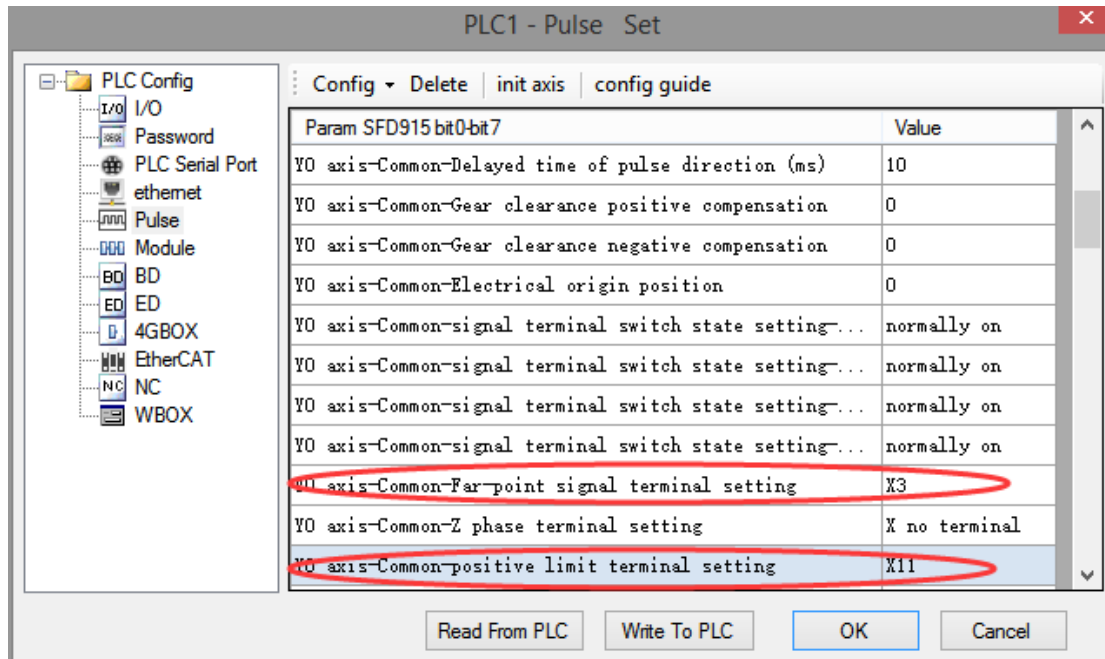 PLC1 - Pulse Set
PLC Config
I/O I/O
Password
PLC Serial Port
ethernet
Pulse
Module
BD BD
ED ED
4GBOX
EtherCAT
NC NC
WBOX
Config Delete init axis config guide
Param SFD915 bit0-bit7 Value
Y0 axis-Common-Delayed time of pulse direction (ms) 10
Y0 axis-Common-Gear clearance positive compensation 0
Y0 axis-Common-Gear clearance negative compensation 0
Y0 axis-Common-Electrical origin position 0
Y0 axis-Common-signal terminal switch state setting-... normally on
Y0 axis-Common-signal terminal switch state setting-... normally on
Y0 axis-Common-signal terminal switch state setting-... normally on
Y0 axis-Common-signal terminal switch state setting-... normally on
Y0 axis-Common-Far-point signal terminal setting X3
Y0 axis-Common-Z phase terminal setting X no terminal
Y0 axis-Common-positive limit terminal setting X11
Read From PLC Write To PLC OK Cancel